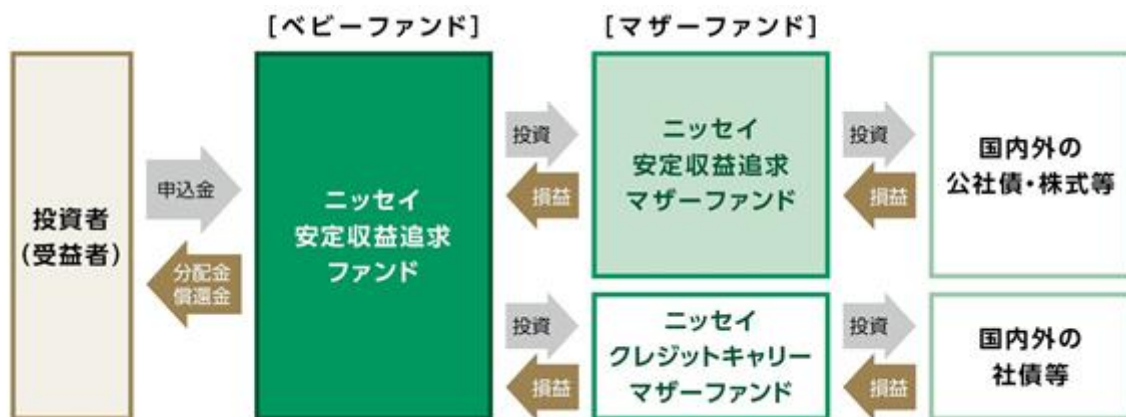 [ベビーファンド]
[マザーファンド]
投資者
(受益者)
申込金
分配金
償還金
ニッセイ
安定収益追求
ファンド
投資
損益
ニッセイ
安定収益追求
マザーファンド
投資
損益
国内外の
公社債・株式等
投資
損益
ニッセイ
クレジットキャリー
マザーファンド
投資
損益
国内外の
社債等